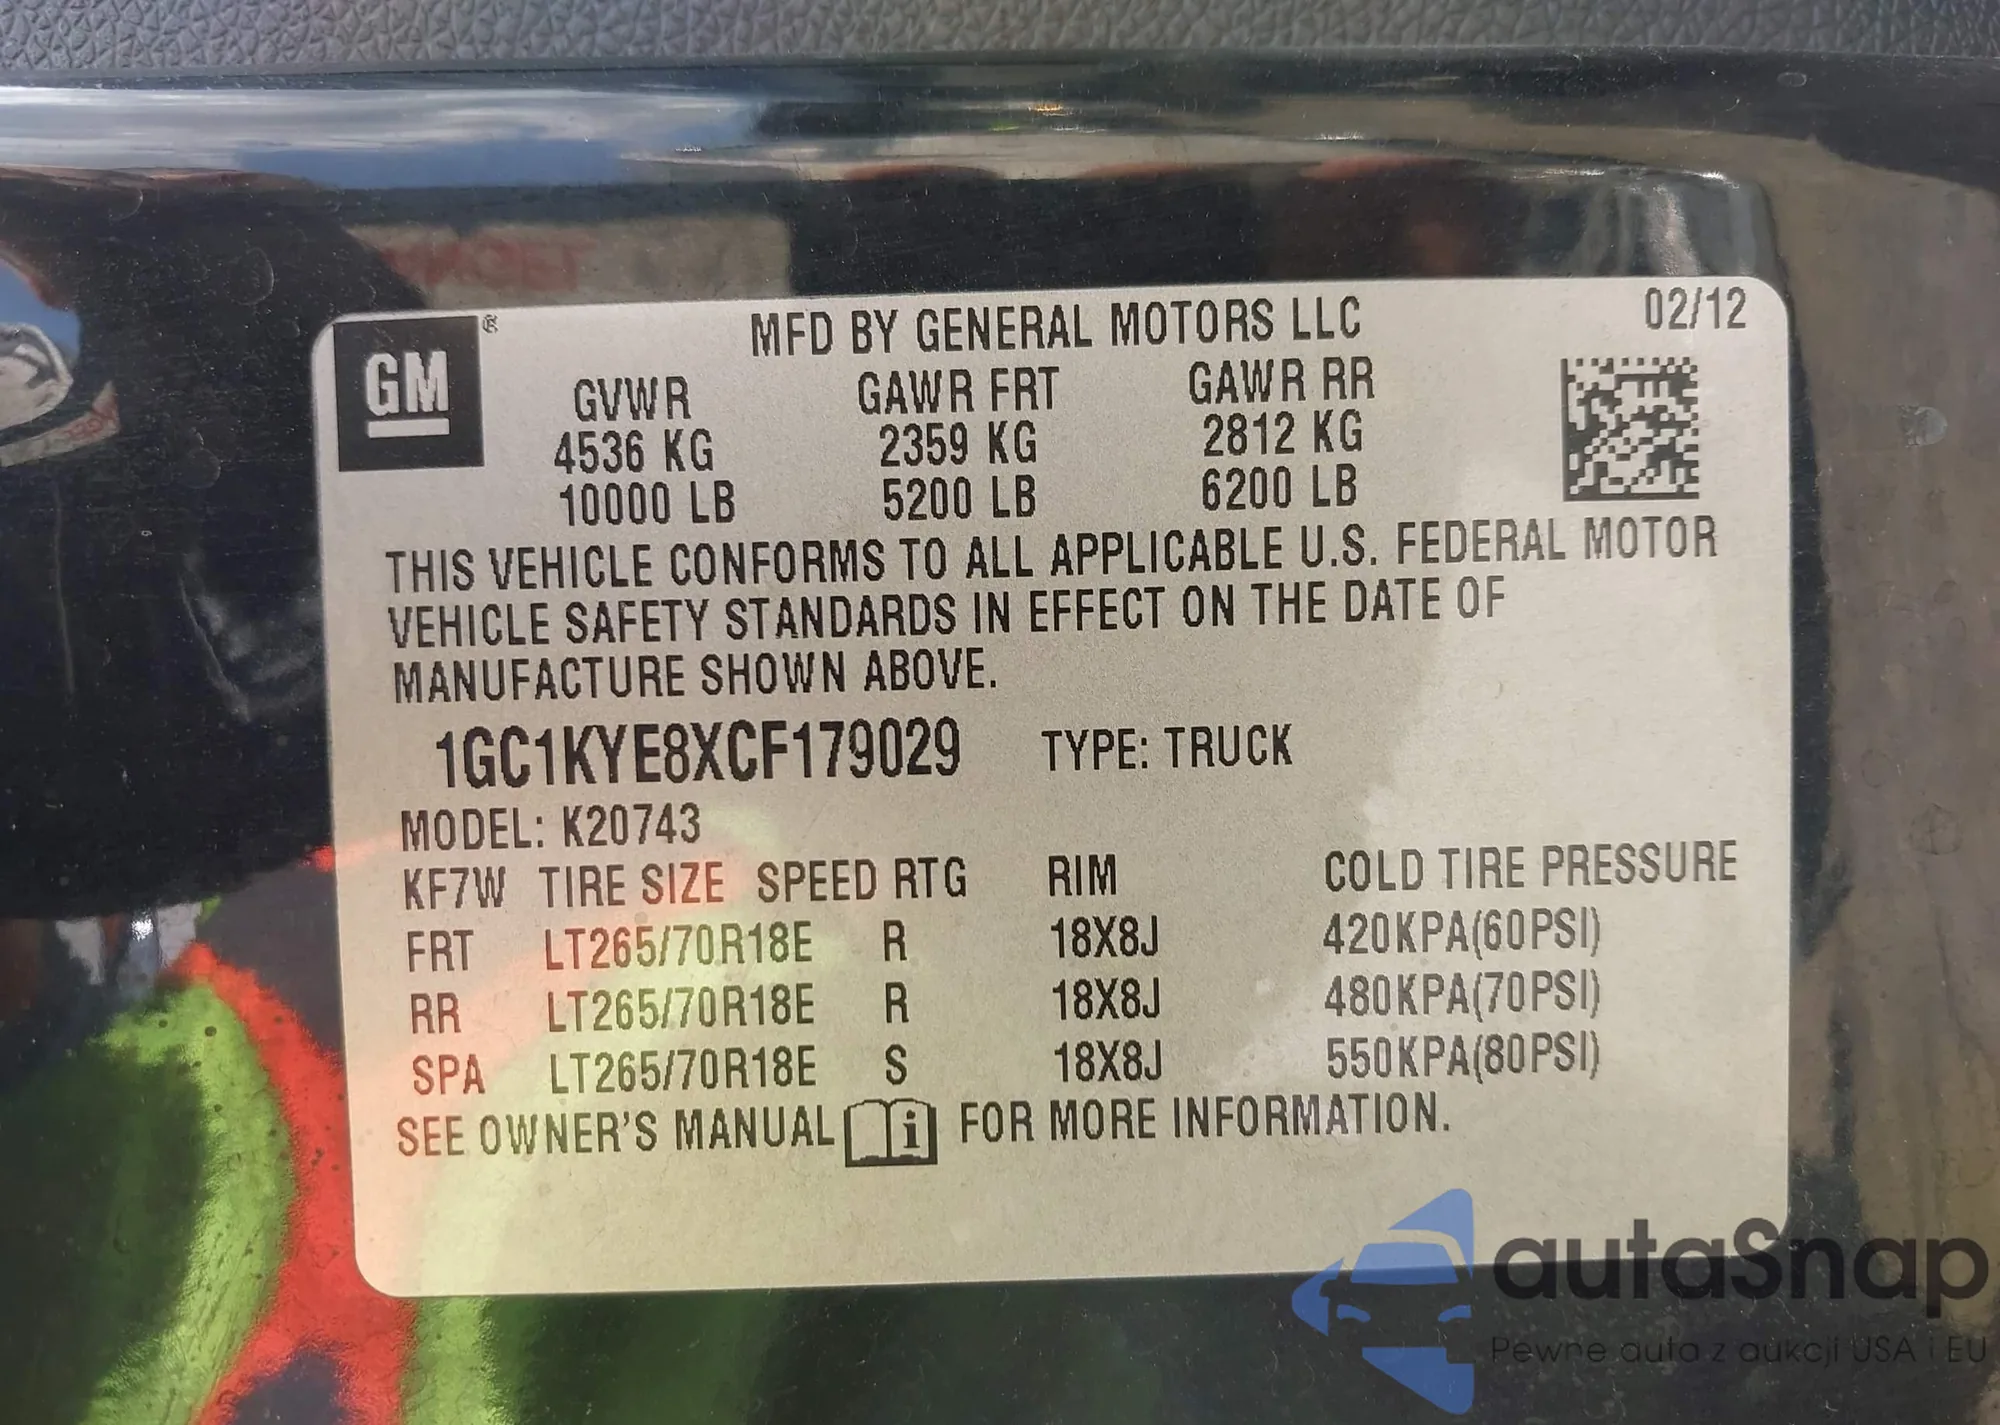 GM ®
MFD BY GENERAL MOTORS LLC 02/12
GVWR GAWR FRT GAWR RR
4536 KG 2359 KG 2812 KG
10000 LB 5200 LB 6200 LB
THIS VEHICLE CONFORMS TO ALL APPLICABLE U.S. FEDERAL MOTOR
VEHICLE SAFETY STANDARDS IN EFFECT ON THE DATE OF
MANUFACTURE SHOWN ABOVE.
1GC1KYE8XCF179029 TYPE: TRUCK
MODEL: K20743
KF7W TIRE SIZE SPEED RTG RIM COLD TIRE PRESSURE
FRT LT265/70R18E R 18X8J 420KPA(60PSI)
RR LT265/70R18E R 18X8J 480KPA(70PSI)
SPA LT265/70R18E S 18X8J 550KPA(80PSI)
SEE OWNER'S MANUAL i FOR MORE INFORMATION.
autaSnap
Pewne auta z aukcji USA i EU